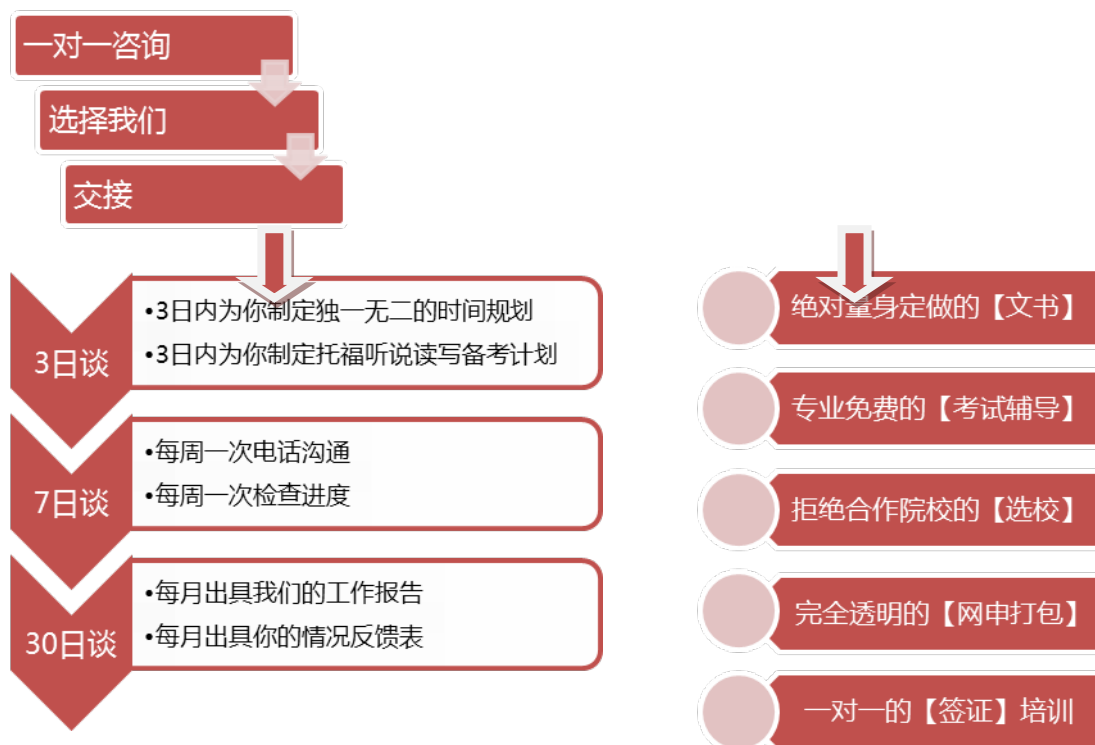 一对一咨询
选择我们
交接
3日谈
•3日内为你制定独一无二的时间规划
•3日内为你制定托福听说读写备考计划
7日谈
•每周一次电话沟通
•每周一次检查进度
30日谈
•每月出具我们的工作报告
•每月出具你的情况反馈表
绝对量身定做的【文书】
专业免费的【考试辅导】
拒绝合作院校的【选校】
完全透明的【网申打包】
一对一的【签证】培训